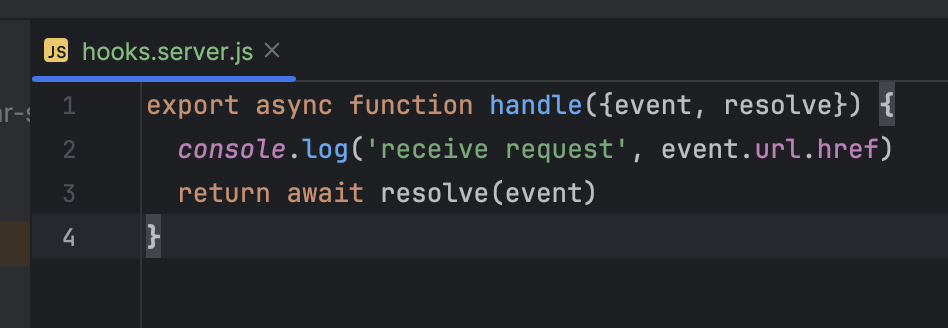 JS hooks.server.js ×
ar-s
1 export async function handle({event, resolve}) {
2 console.log('receive request', event.url.href)
3 return await resolve(event)
4 }